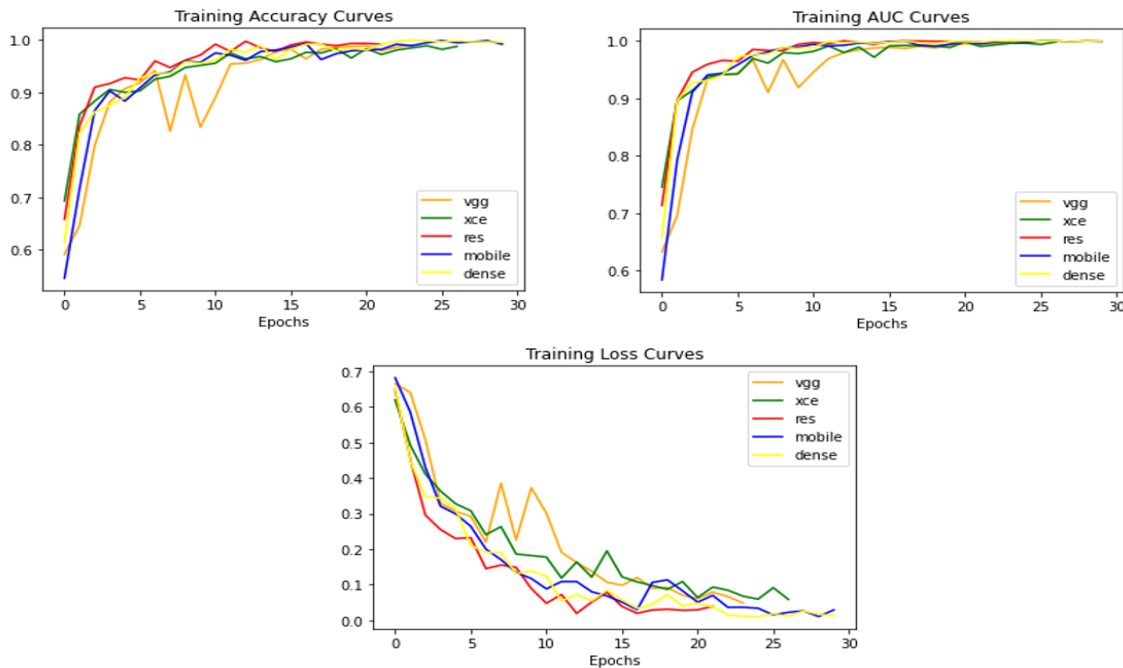 Training Accuracy Curves
1.0
0.9
0.8
0.7
0.6
vgg
xce
res
mobile
dense
0 5 10 15 20 25 30
Epochs
Training AUC Curves
1.0
0.9
0.8
0.7
0.6
vgg
xce
res
mobile
dense
0 5 10 15 20 25 30
Epochs
Training Loss Curves
0.7
0.6
0.5
0.4
0.3
0.2
0.1
0.0
vgg
xce
res
mobile
dense
0 5 10 15 20 25 30
Epochs